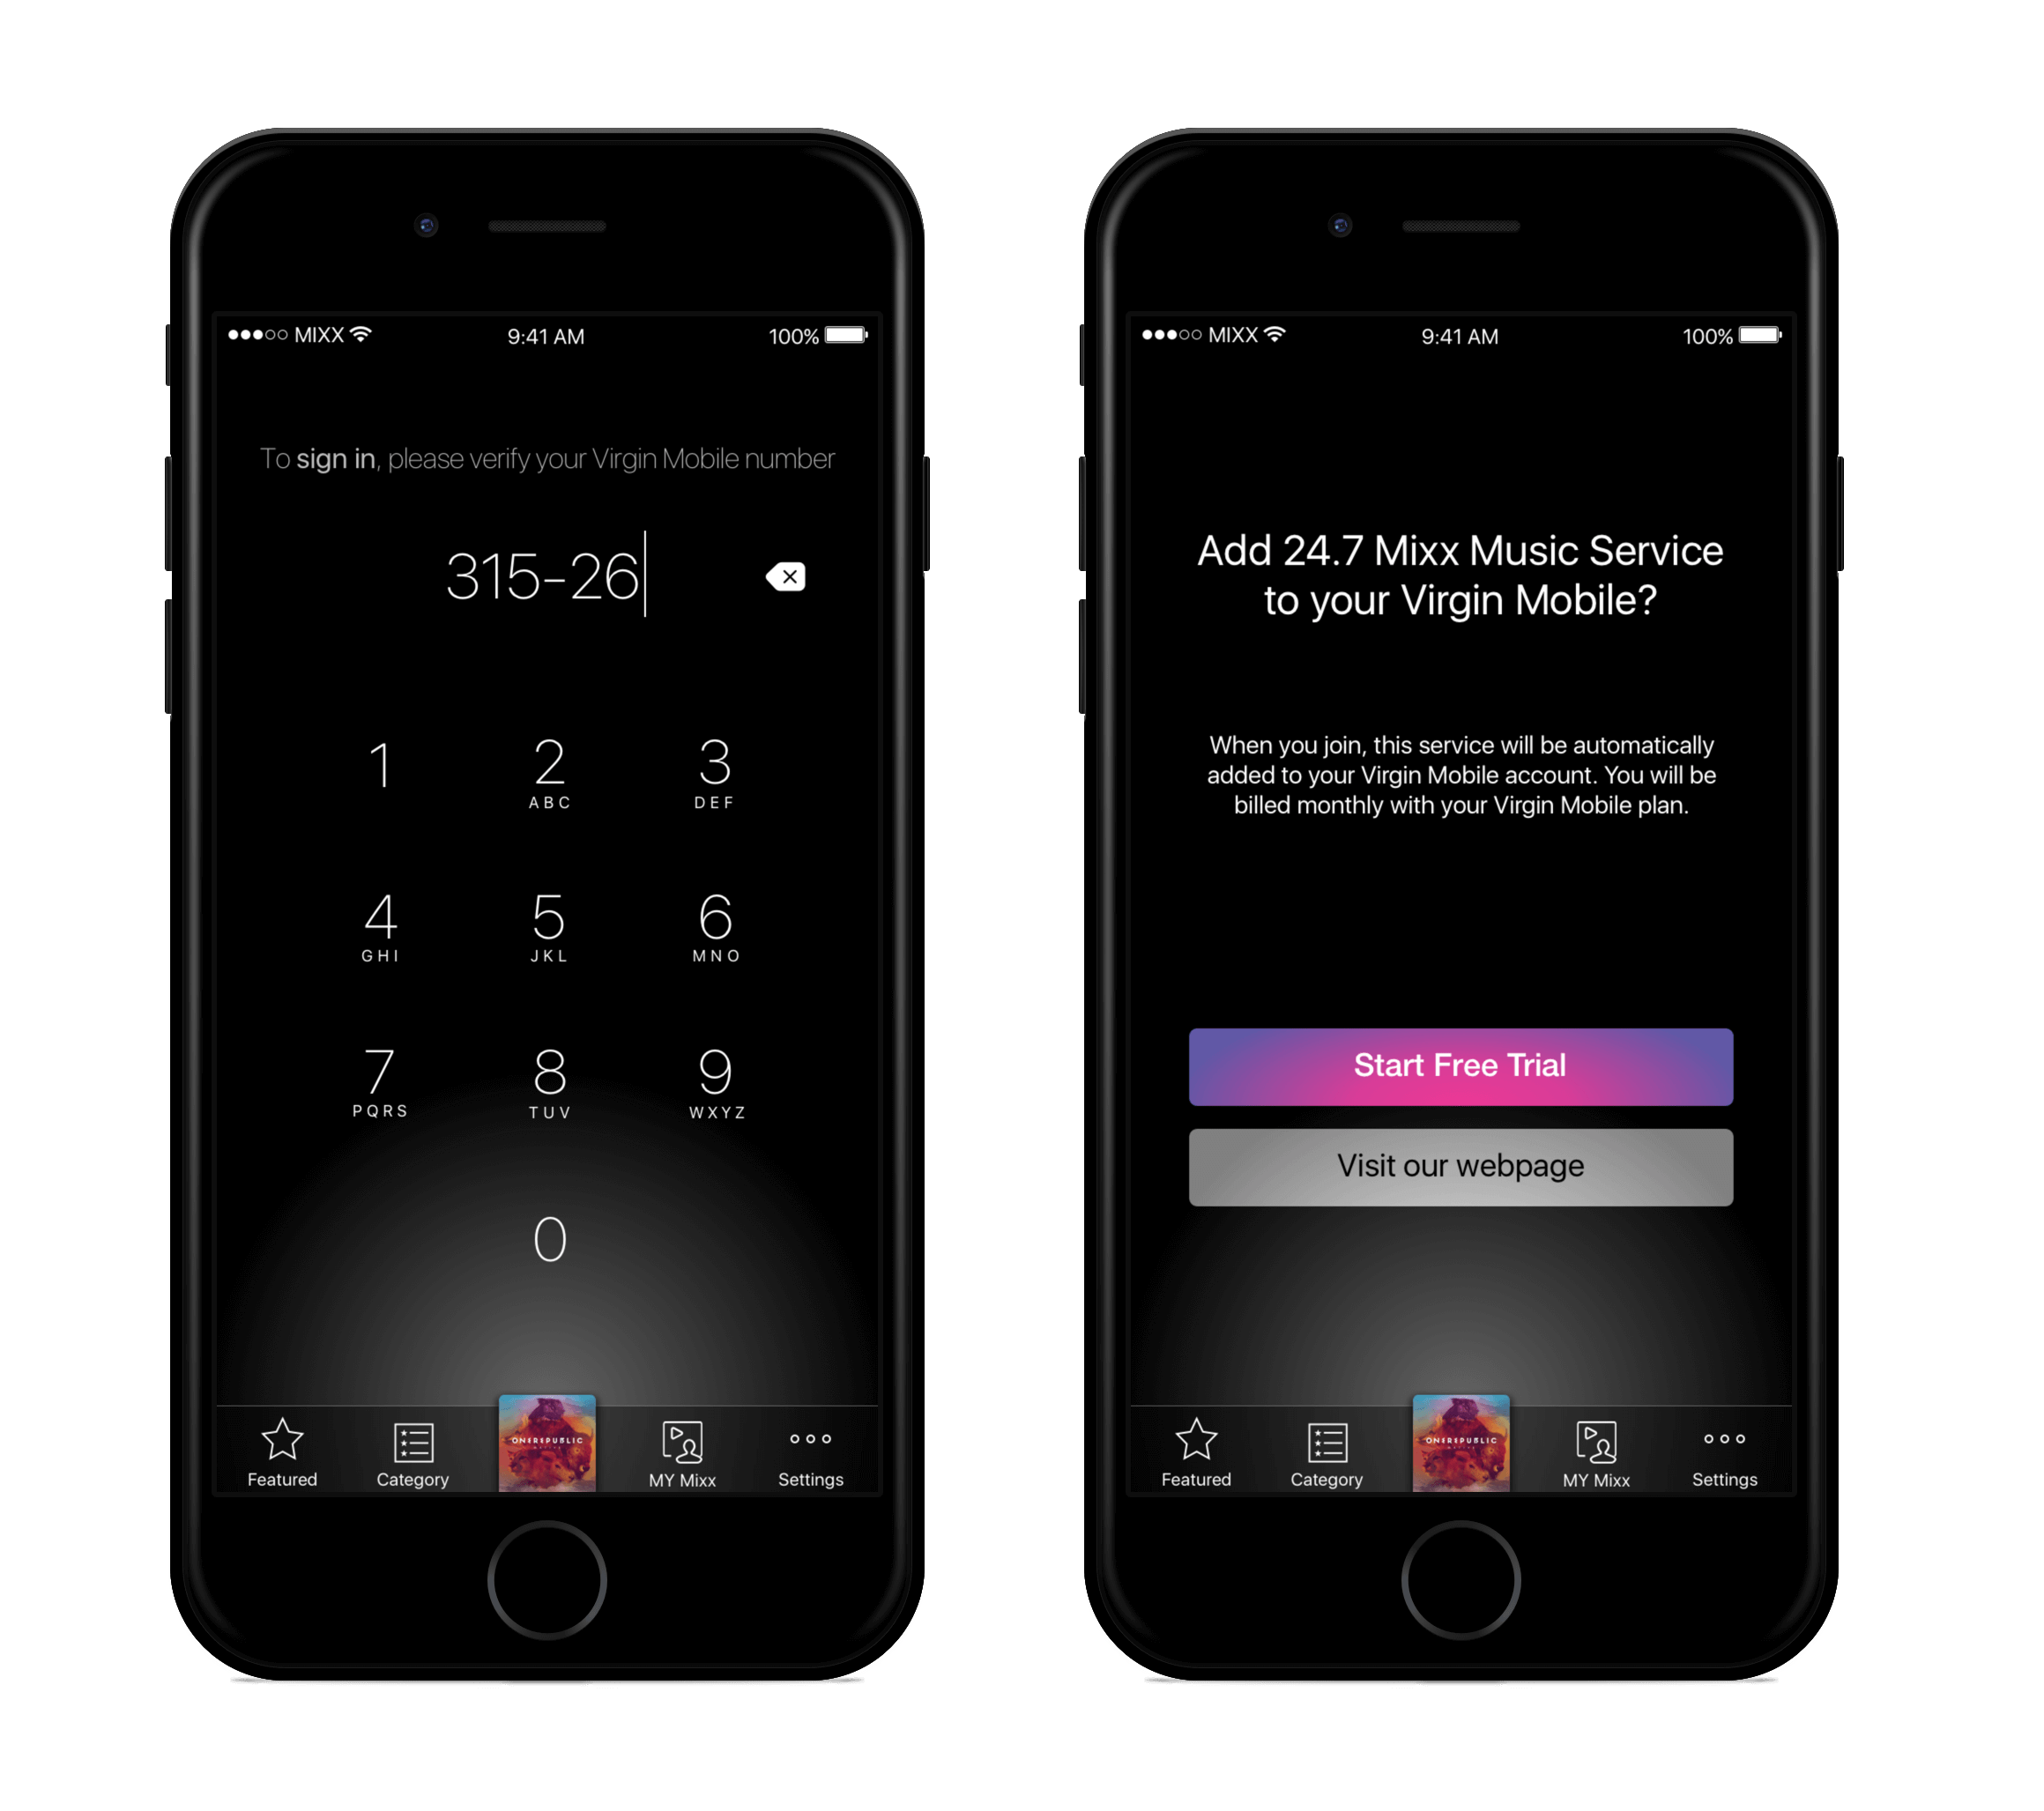 MIXX 9:41 AM 100%
To sign in, please verify your Virgin Mobile number
315-26
1 2 3
ABC DEF
4 5 6
GHI JKL MNO
7 8 9
PQRS TUV WXYZ
0
ONEREPUBLIC
Featured Category MY Mixx Settings
MIXX 9:41 AM 100%
Add 24.7 Mixx Music Service
to your Virgin Mobile?
When you join, this service will be automatically
added to your Virgin Mobile account. You will be
billed monthly with your Virgin Mobile plan.
Start Free Trial
Visit our webpage
ONEREPUBLIC
Featured Category MY Mixx Settings